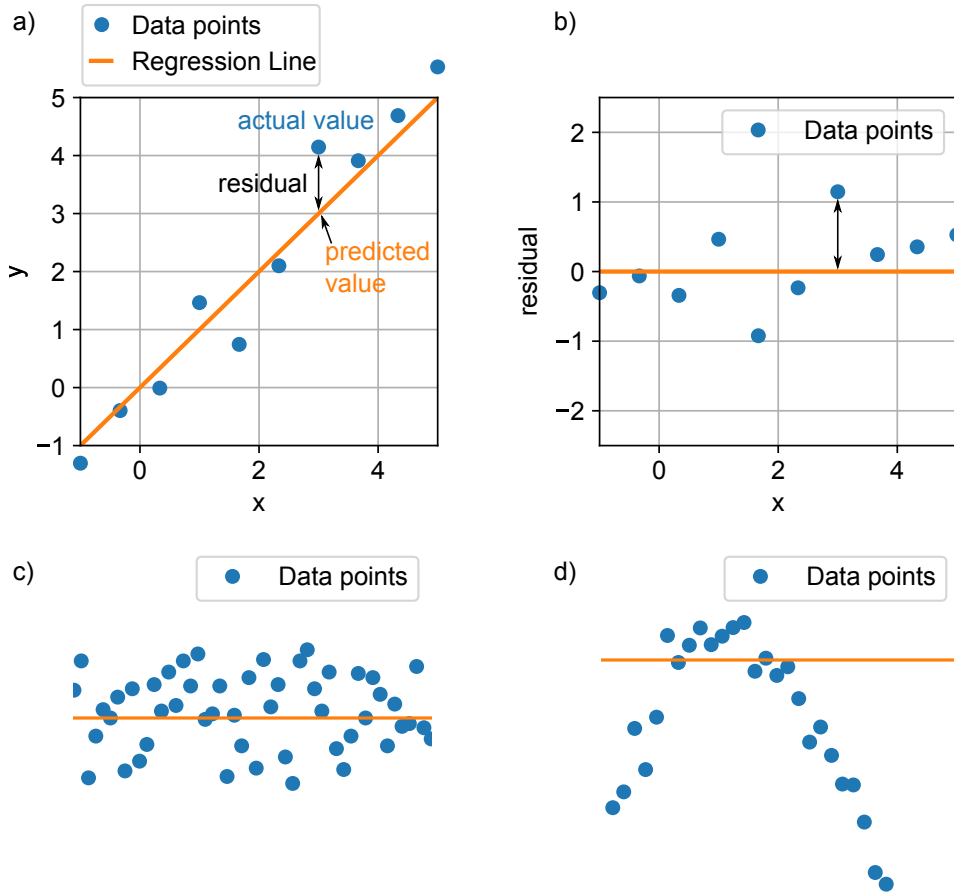 a)
Data points
Regression Line
5
4
3
2
1
0
−1
0
2
4
x
y
actual value
residual
predicted
value
b)
Data points
2
1
0
−1
−2
0
2
4
x
residual
c)
Data points
d)
Data points